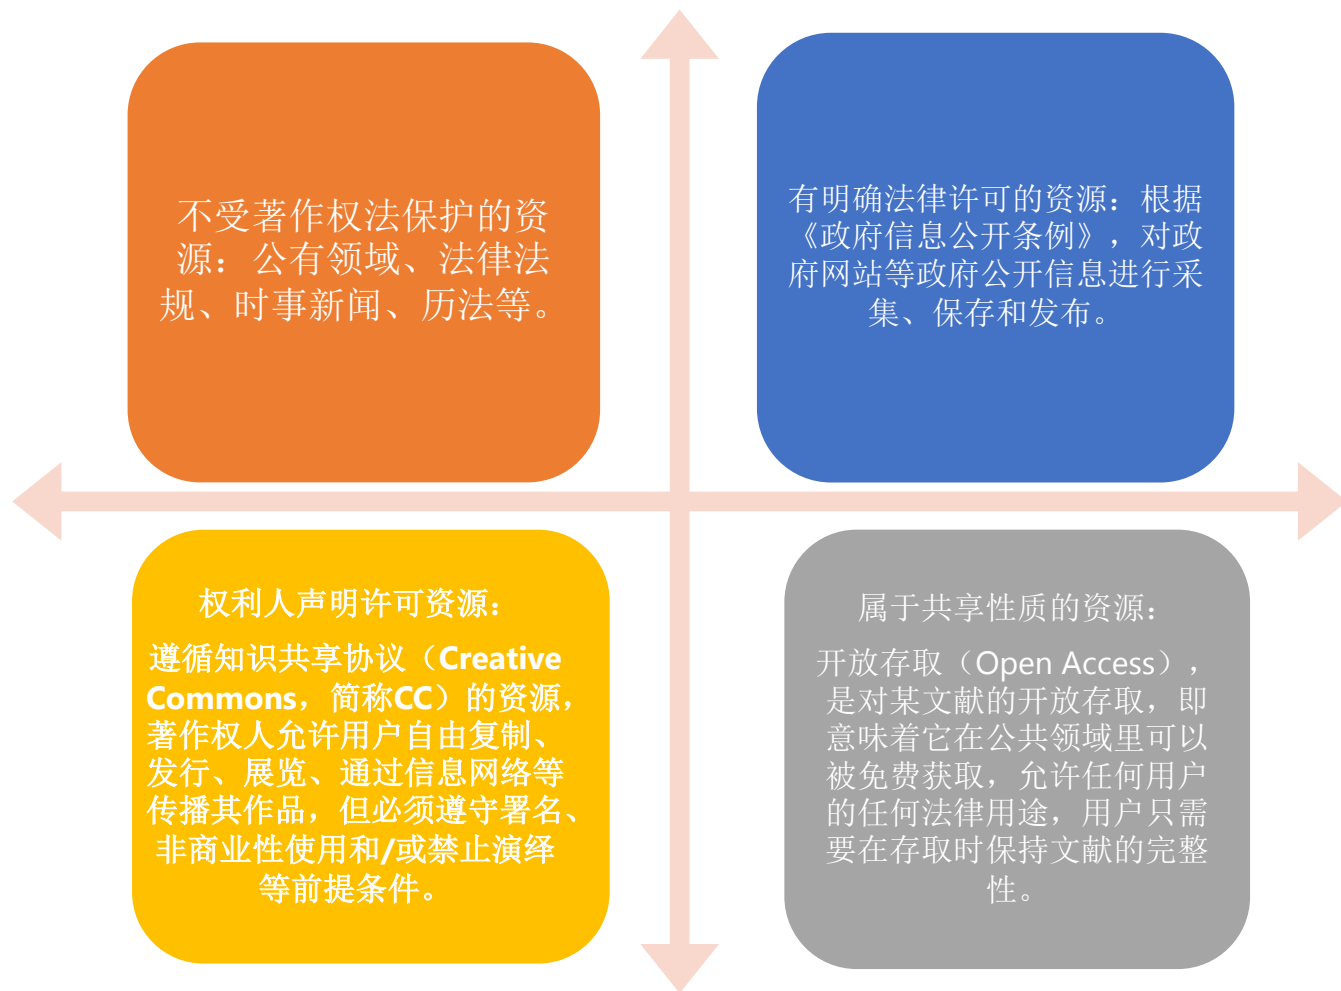 不受著作权法保护的资
源：公有领域、法律法
规、时事新闻、历法等。
有明确法律许可的资源：根据
《政府信息公开条例》，对政
府网站等政府公开信息进行采
集、保存和发布。
权利人声明许可资源：
遵循知识共享协议（Creative
Commons，简称CC）的资源，
著作权人允许用户自由复制、
发行、展览、通过信息网络等
传播其作品，但必须遵守署名、
非商业性使用和/或禁止演绎
等前提条件。
属于共享性质的资源：
开放存取（Open Access），
是对某文献的开放存取，即
意味着它在公共领域里可以
被免费获取，允许任何用户
的任何法律用途，用户只需
要在存取时保持文献的完整
性。